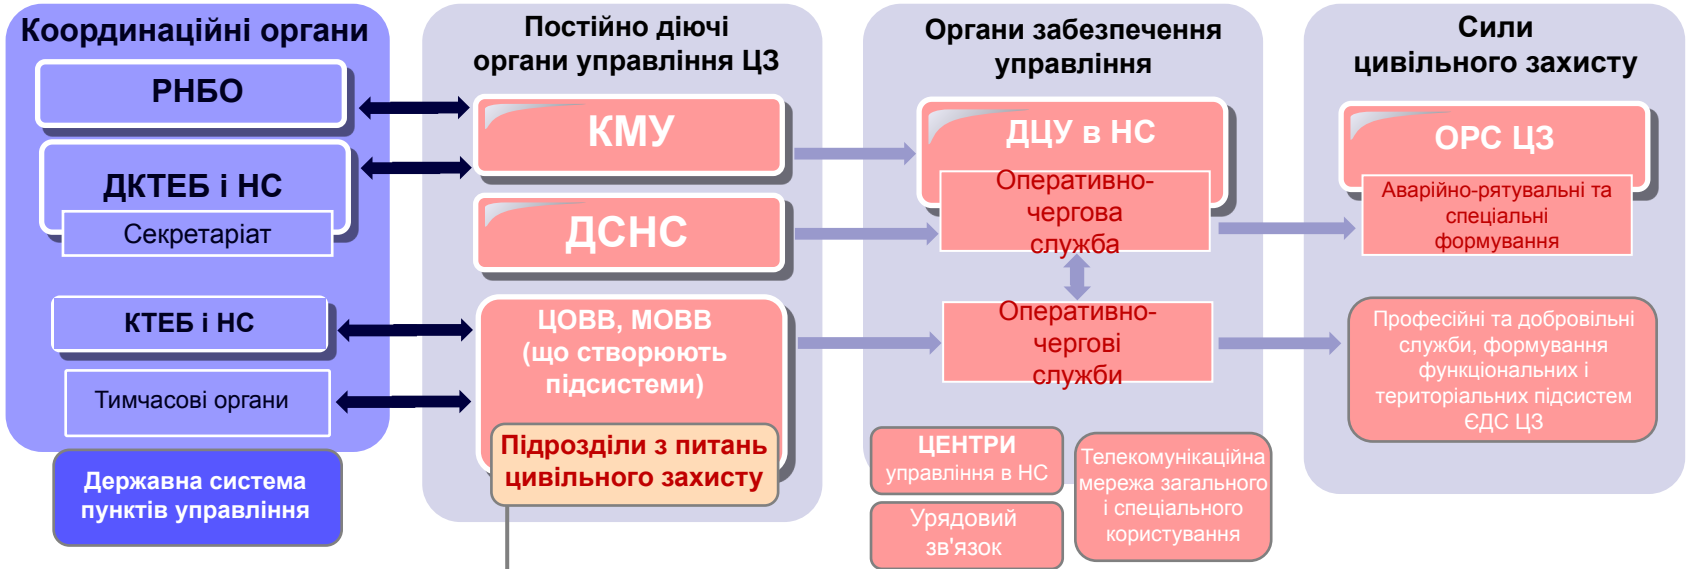 Координаційні органи
РНБО
ДКТЕБ і НС
Секретаріат
КТЕБ і НС
Тимчасові органи
Державна система
пунктів управління
Постійно діючі
органи управління ЦЗ
КМУ
ДСНС
ЦОВВ, МОВВ
(що створюють
підсистеми)
Підрозділи з питань
цивільного захисту
Органи забезпечення
управління
ДЦУ в НС
Оперативно-
чергова
служба
Оперативно-
чергові
служби
ЦЕНТРИ
управління в НС
Урядовий
зв'язок
Телекомунікаційна
мережа загального
і спеціального
користування
Сили
цивільного захисту
ОРС ЦЗ
Аварійно-рятувальні та
спеціальні
формування
Професійні та добровільні
служби, формування
функціональних і
територіальних підсистем
ЄДС ЦЗ